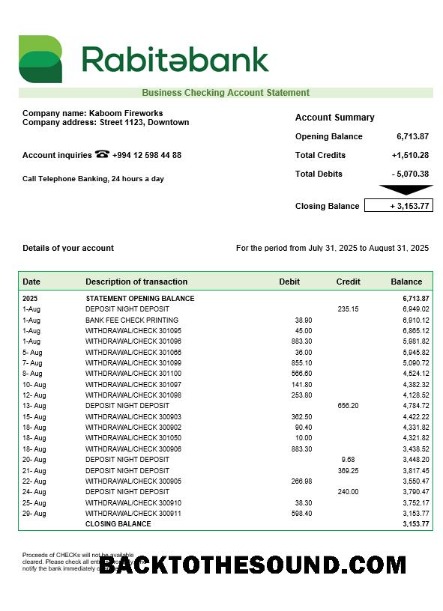 Rabitəbank
Business Checking Account Statement
Company name: Kaboom Fireworks
Company address: Street 1123, Downtown
Account inquiries ☎ +994 12 598 44 88
Call Telephone Banking, 24 hours a day
Account Summary
Opening Balance 6,713.87
Total Credits +1,510.28
Total Debits - 5,070.38
Closing Balance + 3,153.77
Details of your account For the period from July 31, 2025 to August 31, 2025
Date Description of transaction Debit Credit Balance
2025 STATEMENT OPENING BALANCE 6,713.87
1-Aug DEPOSIT NIGHT DEPOSIT 235.15 6,949.02
1-Aug BANK FEE CHECK PRINTING 38.90 6,910.12
1-Aug WITHDRAWAL/CHECK 301095 45.00 6,865.12
1-Aug WITHDRAWAL/CHECK 301096 883.30 5,981.82
5- Aug WITHDRAWAL/CHECK 301066 36.00 5,945.82
7- Aug WITHDRAWAL/CHECK 301099 855.10 5,090.72
8- Aug WITHDRAWAL/CHECK 301100 566.60 4,524.12
10- Aug WITHDRAWAL/CHECK 301097 141.80 4,382.32
12- Aug WITHDRAWAL/CHECK 301098 253.80 4,128.52
13- Aug DEPOSIT NIGHT DEPOSIT 656.20 4,784.72
15- Aug WITHDRAWAL/CHECK 300903 362.50 4,422.22
18- Aug WITHDRAWAL/CHECK 300902 90.40 4,331.82
18- Aug WITHDRAWAL/CHECK 301050 10.00 4,321.82
18- Aug WITHDRAWAL/CHECK 300906 883.30 3,438.52
20- Aug DEPOSIT NIGHT DEPOSIT 9.68 3,448.20
21- Aug DEPOSIT NIGHT DEPOSIT 369.25 3,817.45
22- Aug WITHDRAWAL/CHECK 300905 266.98 3,550.47
24- Aug DEPOSIT NIGHT DEPOSIT 240.00 3,790.47
25- Aug WITHDRAWAL/CHECK 300910 38.30 3,752.17
29- Aug WITHDRAWAL/CHECK 300911 598.40 3,153.77
CLOSING BALANCE 3,153.77
Proceeds of CHECKs will not be available
cleared. Please check all
notify the bank immediately
BACKTOTHESOUND.COM